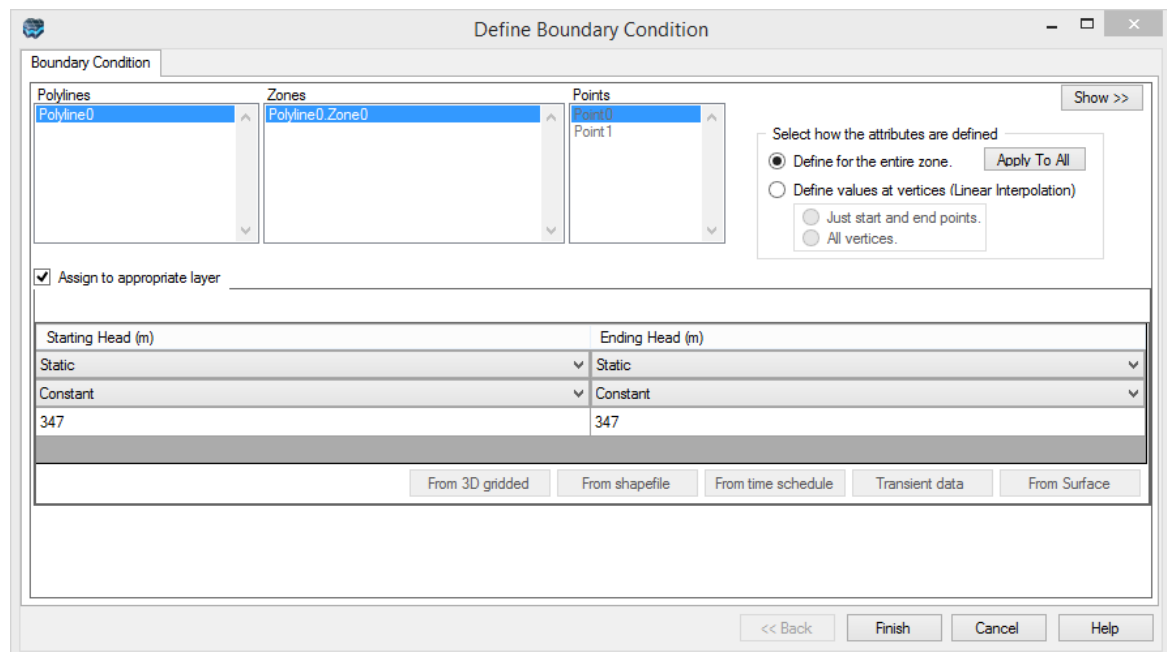 Define Boundary Condition
Boundary Condition
Polylines Zones Points Show >>
Polyline0 Polyline0.Zone0 Point0
Point1
Select how the attributes are defined
Define for the entire zone. Apply To All
Define values at vertices (Linear Interpolation)
Just start and end points.
All vertices.
Assign to appropriate layer
Starting Head (m) Ending Head (m)
Static Static
Constant Constant
347 347
From 3D gridded From shapefile From time schedule Transient data From Surface
<< Back Finish Cancel Help